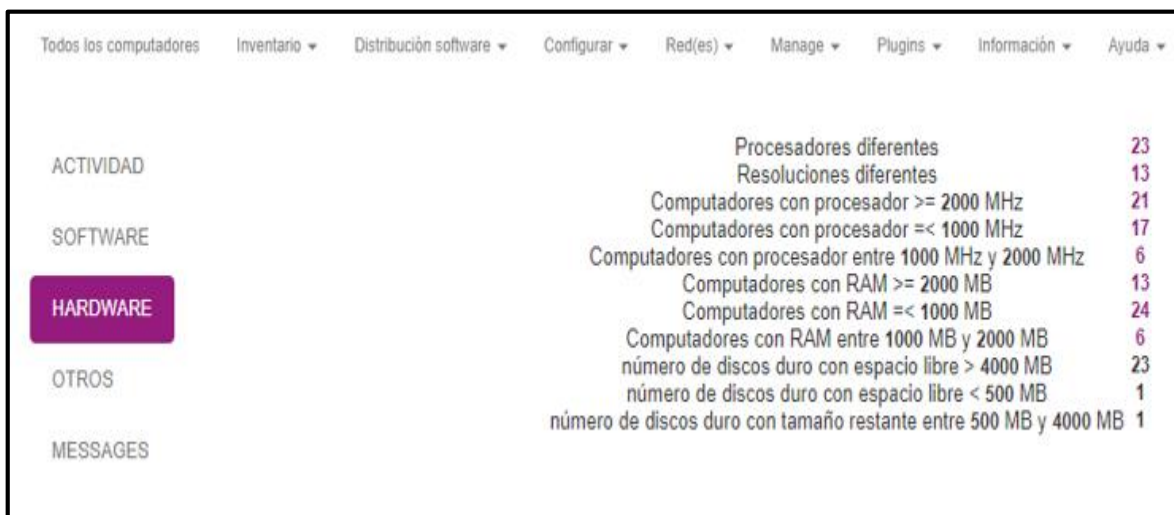 Todos los computadores Inventario Distribución software Configurar Red(es) Manage Plugins Información Ayuda
ACTIVIDAD
SOFTWARE
HARDWARE
OTROS
MESSAGES
Procesadores diferentes 23
Resoluciones diferentes 13
Computadores con procesador >= 2000 MHz 21
Computadores con procesador =< 1000 MHz 17
Computadores con procesador entre 1000 MHz y 2000 MHz 6
Computadores con RAM >= 2000 MB 13
Computadores con RAM =< 1000 MB 24
Computadores con RAM entre 1000 MB y 2000 MB 6
número de discos duro con espacio libre > 4000 MB 23
número de discos duro con espacio libre < 500 MB 1
número de discos duro con tamaño restante entre 500 MB y 4000 MB 1